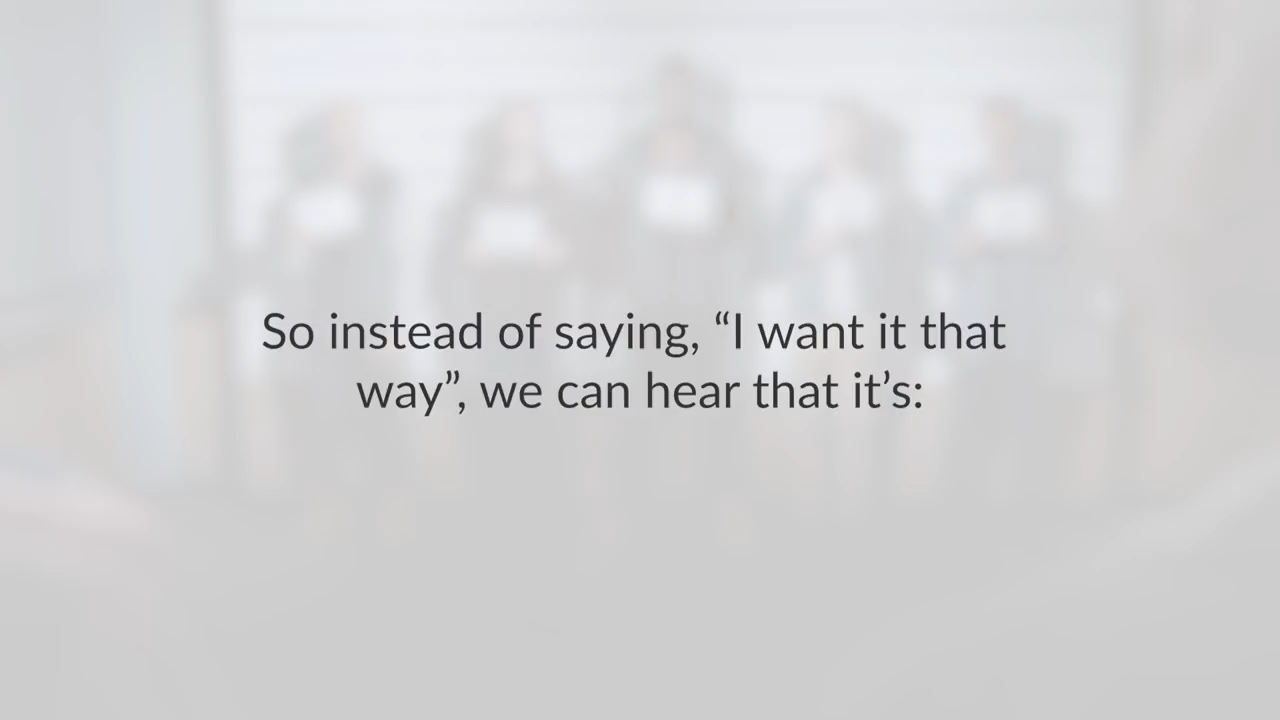 So instead of saying, “I want it that
way”, we can hear that it’s: